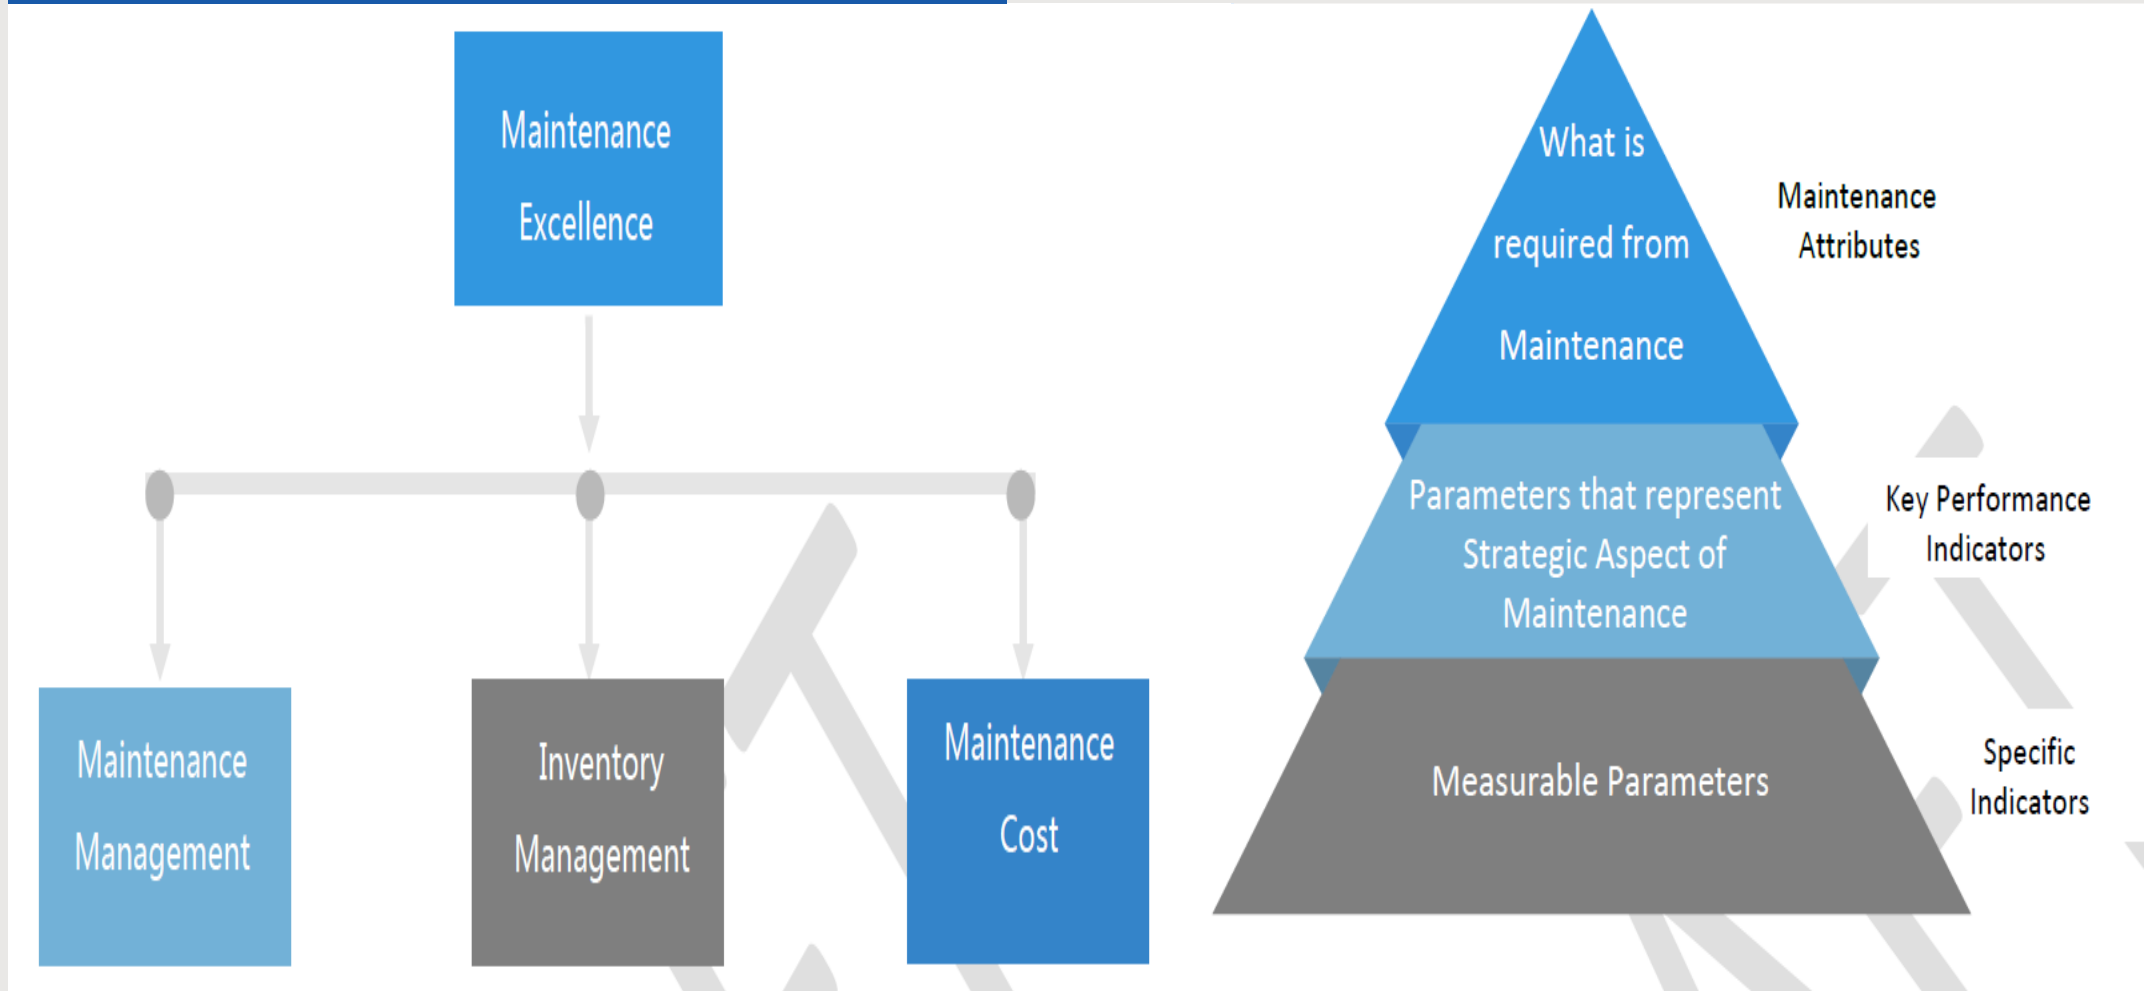 Maintenance
Excellence
Maintenance
Management
Inventory
Management
Maintenance
Cost
What is
required from
Maintenance
Maintenance
Attributes
Parameters that represent
Strategic Aspect of
Maintenance
Key Performance
Indicators
Measurable Parameters
Specific
Indicators